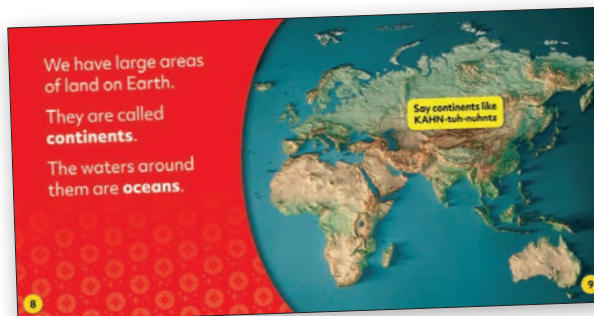 We have large areas
of land on Earth.
They are called
continents.
The waters around
them are oceans.
Say continents like
KAHN-tuh-nuhntz
8
9